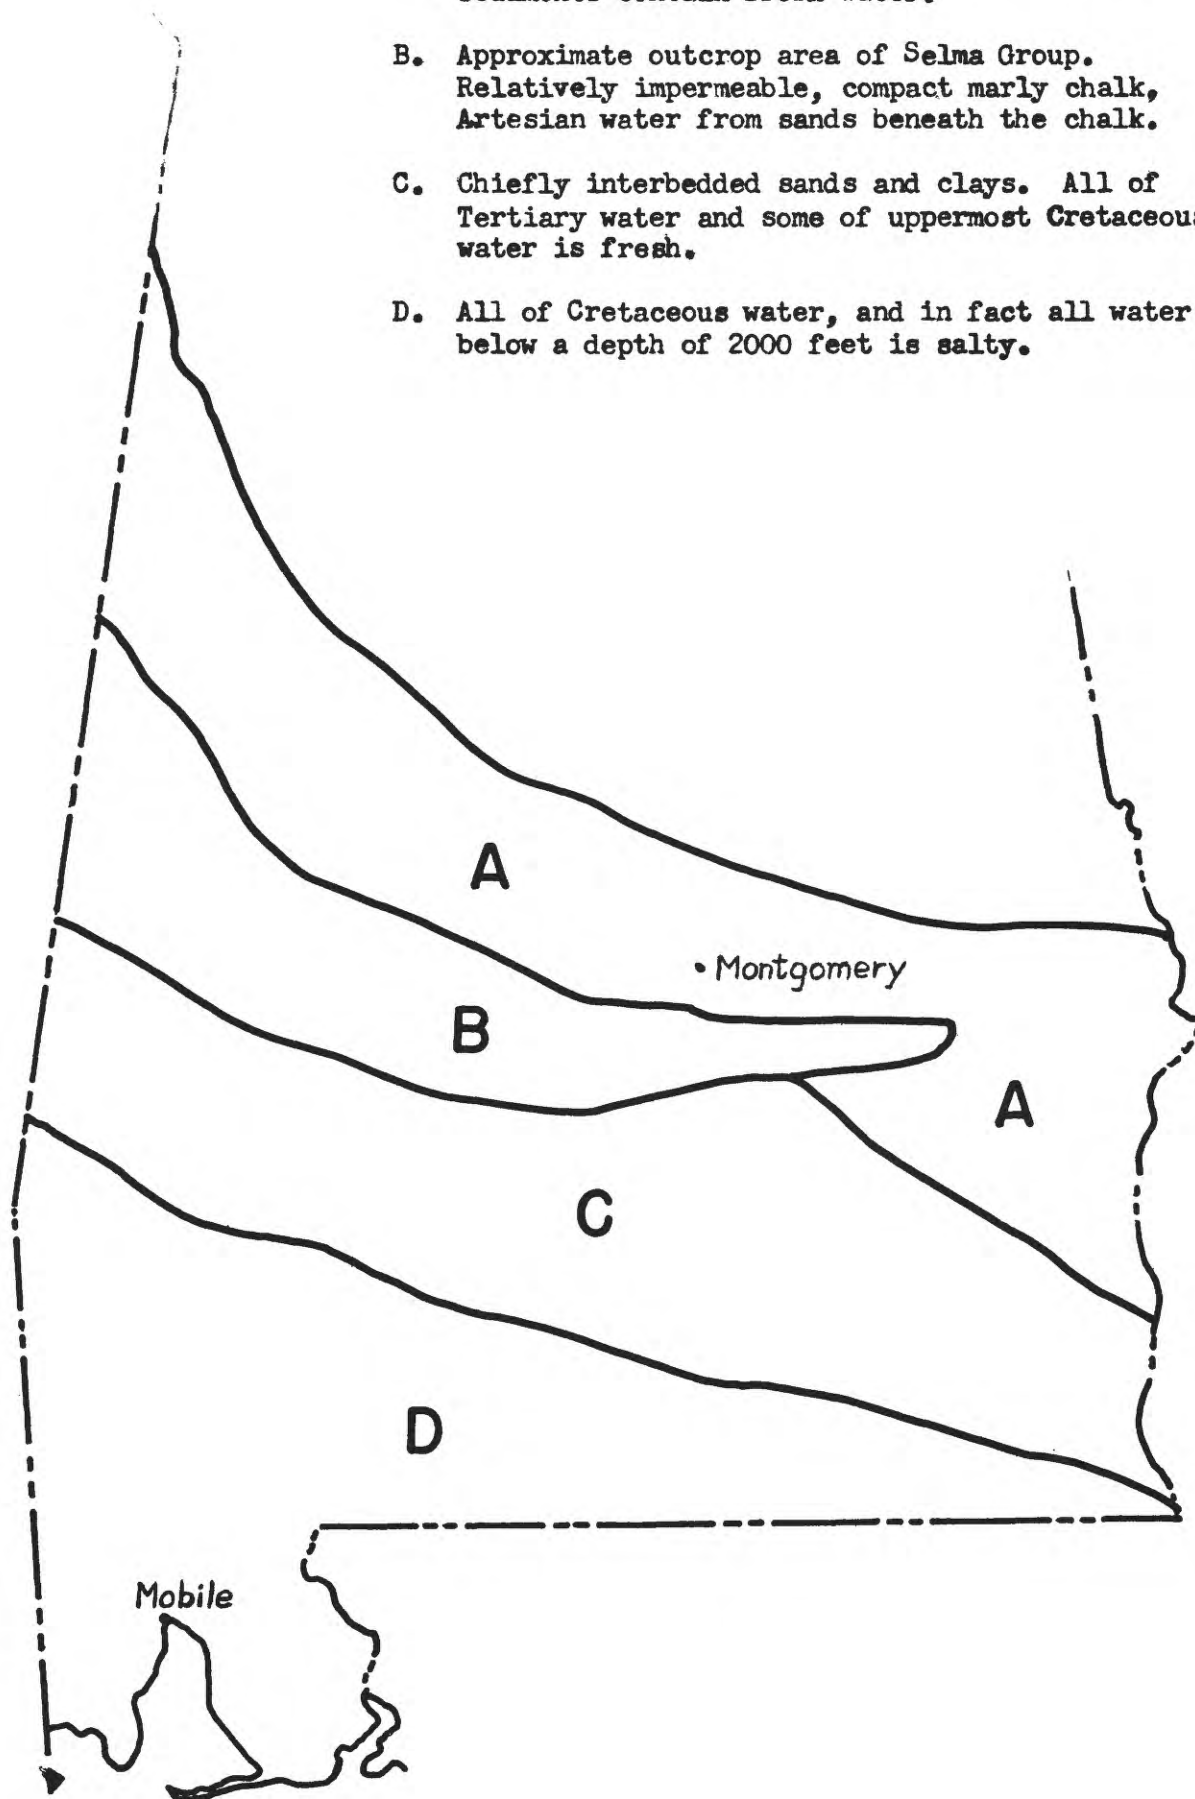 B. Approximate outcrop area of Selma Group.
Relatively impermeable, compact marly chalk,
Artesian water from sands beneath the chalk.
C. Chiefly interbedded sands and clays. All of
Tertiary water and some of uppermost Cretaceous
water is fresh.
D. All of Cretaceous water, and in fact all water
below a depth of 2000 feet is salty.
A
Montgomery
B
A
C
D
Mobile